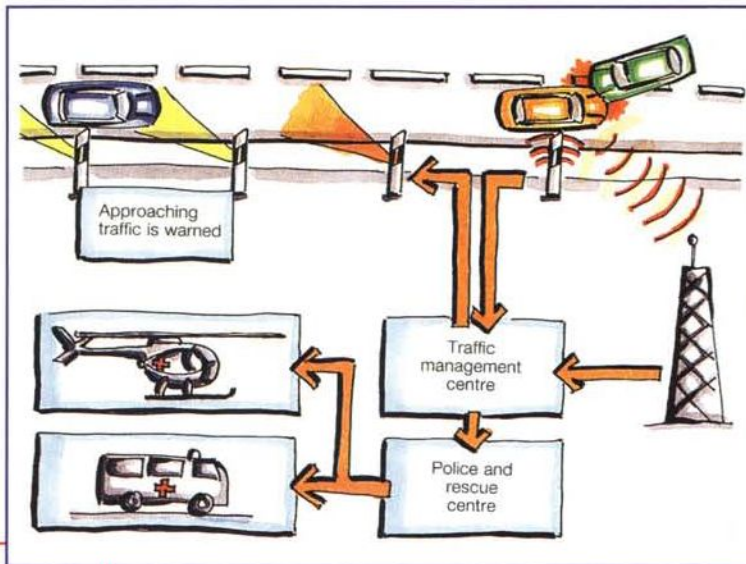 Approaching
traffic is warned
Traffic
management
centre
Police and
rescue
centre